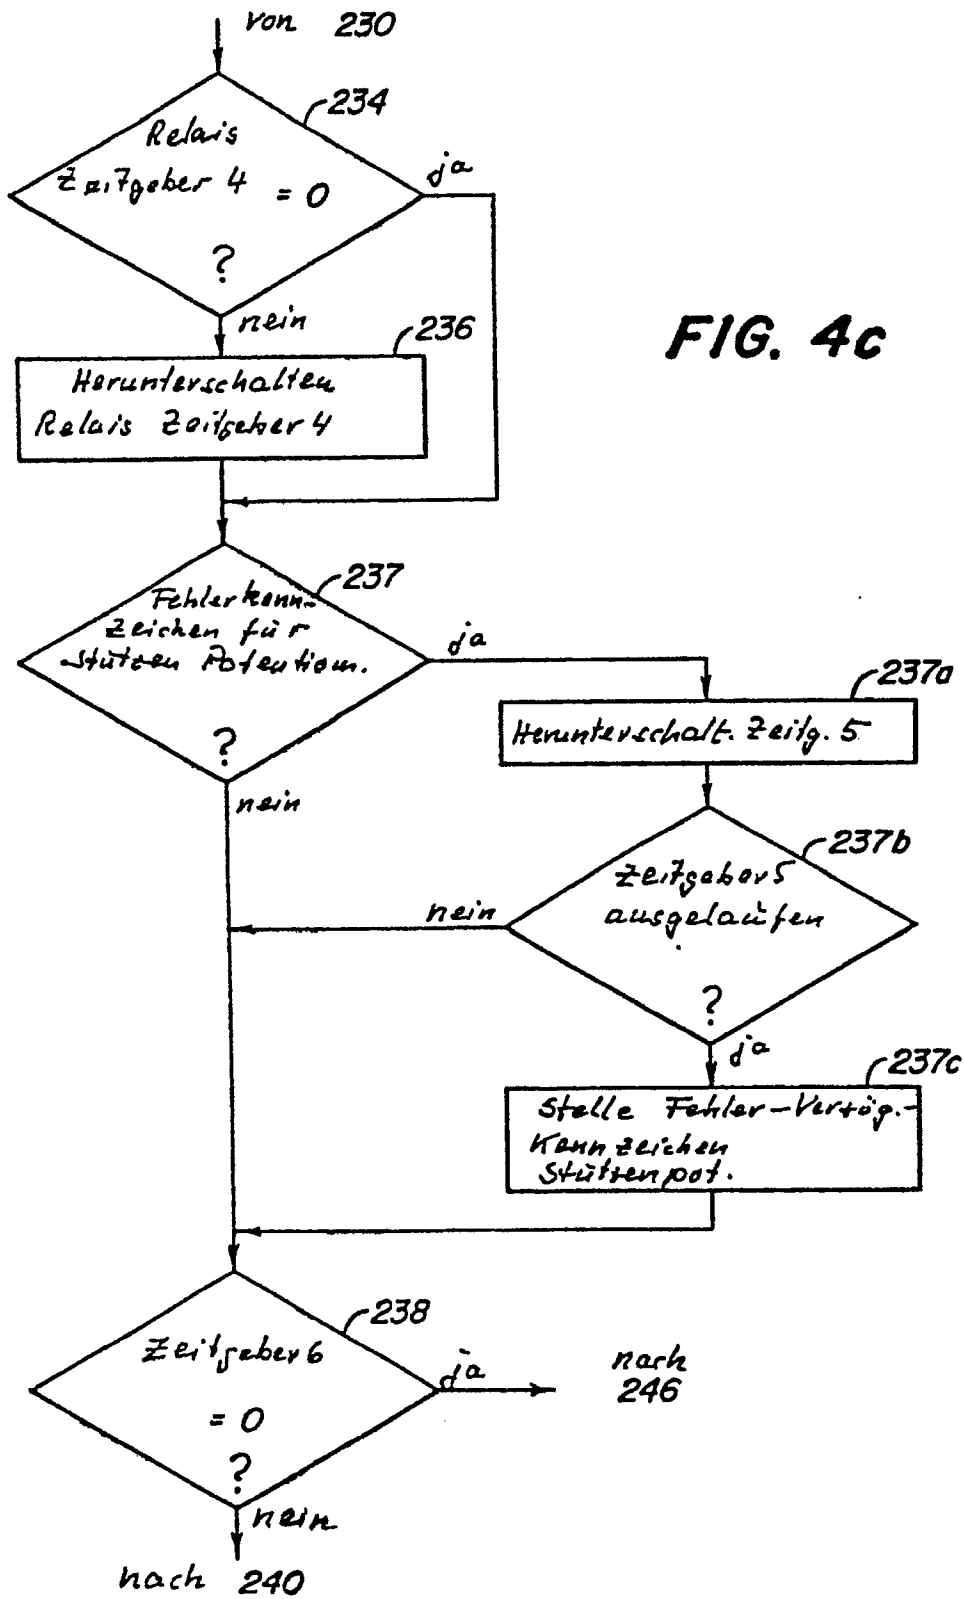 von 230
234
Relais
Zeitgeber 4 = 0
?
ja
nein
236
FIG. 4c
Herunterschalten
Relais Zeitgeber 4
237
Fehlerkenn-
zeichen für
Stützen Potentiom.
?
ja
nein
237a
Herunterschalt. Zeitg. 5
237b
Zeitgeber 5
ausgelaufen
?
nein
ja
237c
Stelle Fehler-Verzög.-
Kennzeichen
Stützenpot.
238
Zeitgeber 6
= 0
?
ja
nach
246
nein
nach 240